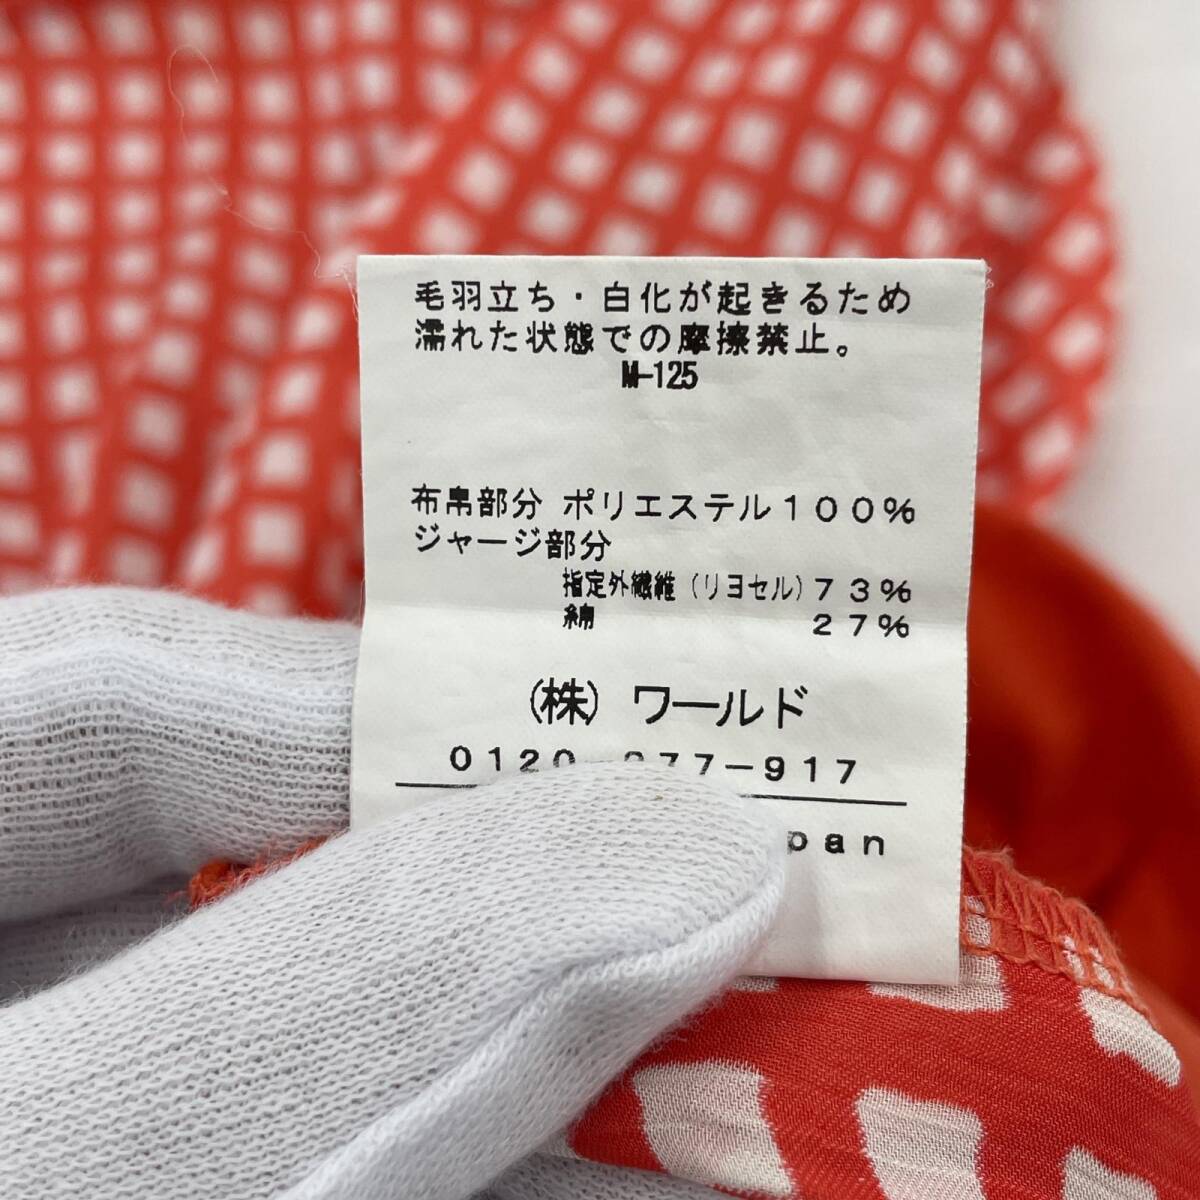 毛羽立ち・白化が起きるため
濡れた状態での摩擦禁止。
M-125
布帛部分 ポリエステル100%
ジャージ部分
指定外繊維(リヨセル)73%
綿 27%
(株) ワールド
pan